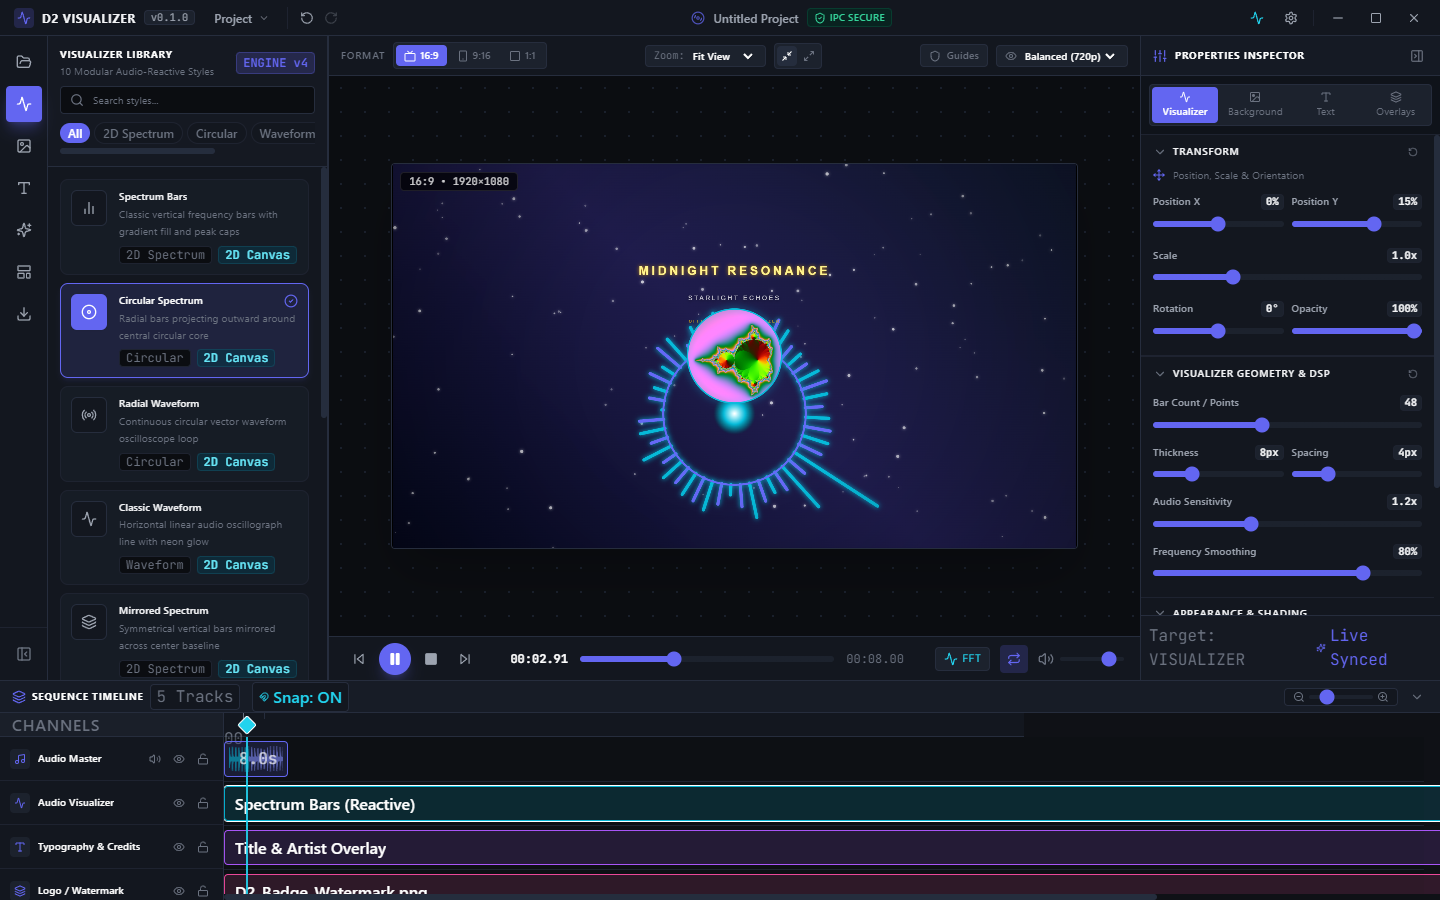 D2 VISUALIZER
v0.1.0
Project
Untitled Project
IPC SECURE
VISUALIZER LIBRARY
10 Modular Audio-Reactive Styles
ENGINE v4
Search styles...
All
2D Spectrum
Circular
Waveform
Spectrum Bars
Classic vertical frequency bars with
gradient fill and peak caps
2D Spectrum
2D Canvas
Circular Spectrum
Radial bars projecting outward around
central circular core
Circular
2D Canvas
Radial Waveform
Continuous circular vector waveform
oscilloscope loop
Circular
2D Canvas
Classic Waveform
Horizontal linear audio oscillograph
line with neon glow
Waveform
2D Canvas
Mirrored Spectrum
Symmetrical vertical bars mirrored
across center baseline
2D Spectrum
2D Canvas
FORMAT
16:9
9:16
1:1
Zoom:
Fit View
Guides
Balanced (720p)
16:9 • 1920×1080
MIDNIGHT RESONANCE
STARLIGHT ECHOES
00:02.91
00:08.00
FFT
PROPERTIES INSPECTOR
Visualizer
Background
Text
Overlays
TRANSFORM
Position, Scale & Orientation
Position X
0%
Position Y
15%
Scale
1.0x
Rotation
0°
Opacity
100%
VISUALIZER GEOMETRY & DSP
Bar Count / Points
48
Thickness
8px
Spacing
4px
Audio Sensitivity
1.2x
Frequency Smoothing
80%
APPEARANCE & SHADING
Target:
VISUALIZER
Live
Synced
SEQUENCE TIMELINE
5 Tracks
Snap: ON
CHANNELS
00
Audio Master
8.0s
Audio Visualizer
Spectrum Bars (Reactive)
Typography & Credits
Title & Artist Overlay
Logo / Watermark
D2_Badge_Watermark.png